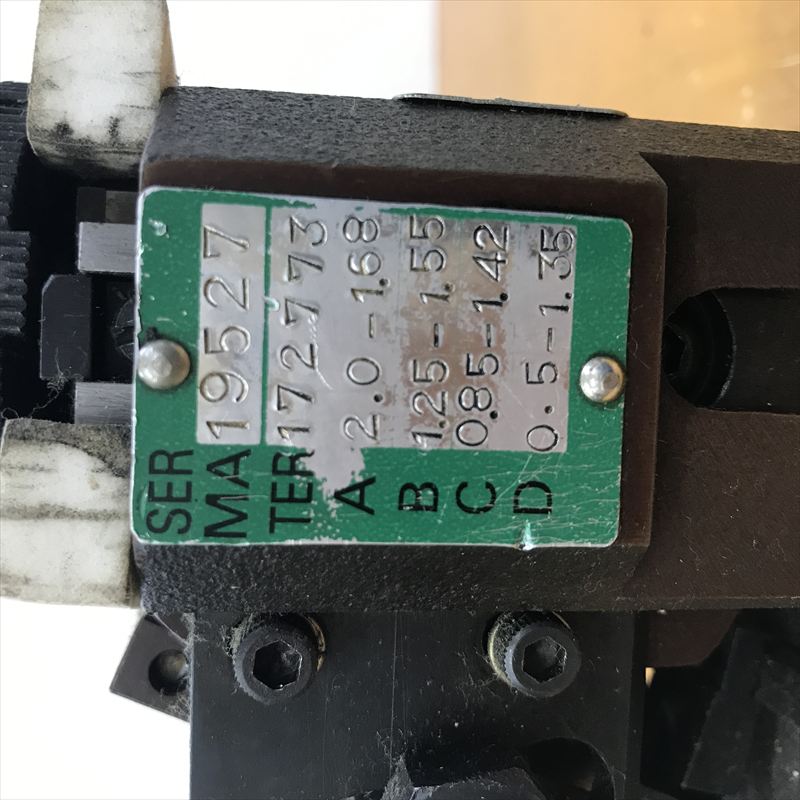 SER
MA 19527
TER 172773
A 2.0-1.68
B 1.25-1.55
C 0.85-1.42
D 0.5-1.35